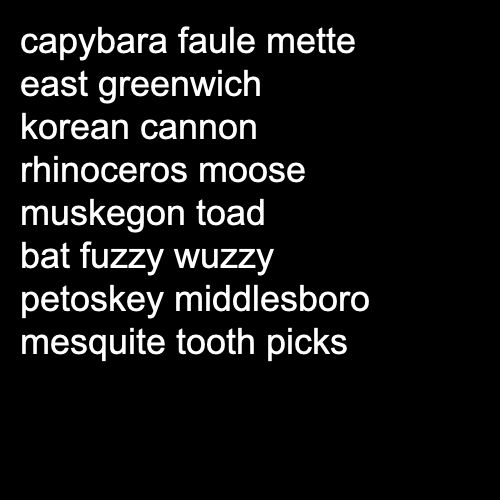 capybara faule mette
east greenwich
korean cannon
rhinoceros moose
muskegon toad
bat fuzzy wuzzy
petoskey middlesboro
mesquite tooth picks